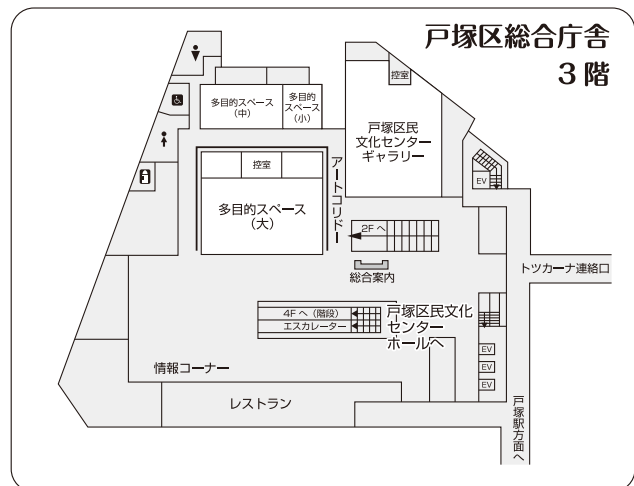 戸塚区総合庁舎
3階
控室
多目的スペース
(中)
多目的
スペース
(小)
戸塚区民
文化センター
ギャラリー
EV
控室
多目的スペース
(大)
アートコリドー
2Fへ
総合案内
トツカーナ連絡口
4Fへ(階段)
エスカレーター
戸塚区民文化
センター
ホールへ
EV
EV
EV
情報コーナー
レストラン
戸塚駅方面へ